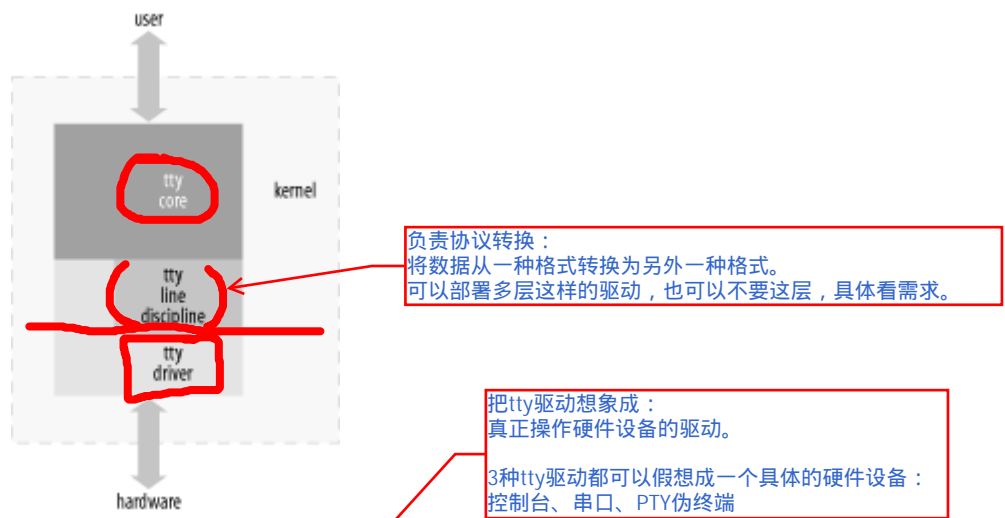 user
tty
core
kernel
tty
line
discipline
tty
driver
hardware
负责协议转换：
将数据从一种格式转换为另外一种格式。
可以部署多层这样的驱动，也可以不要这层，具体看需求。
把tty驱动想象成：
真正操作硬件设备的驱动。
3种tty驱动都可以假想成一个具体的硬件设备：
控制台、串口、PTY伪终端